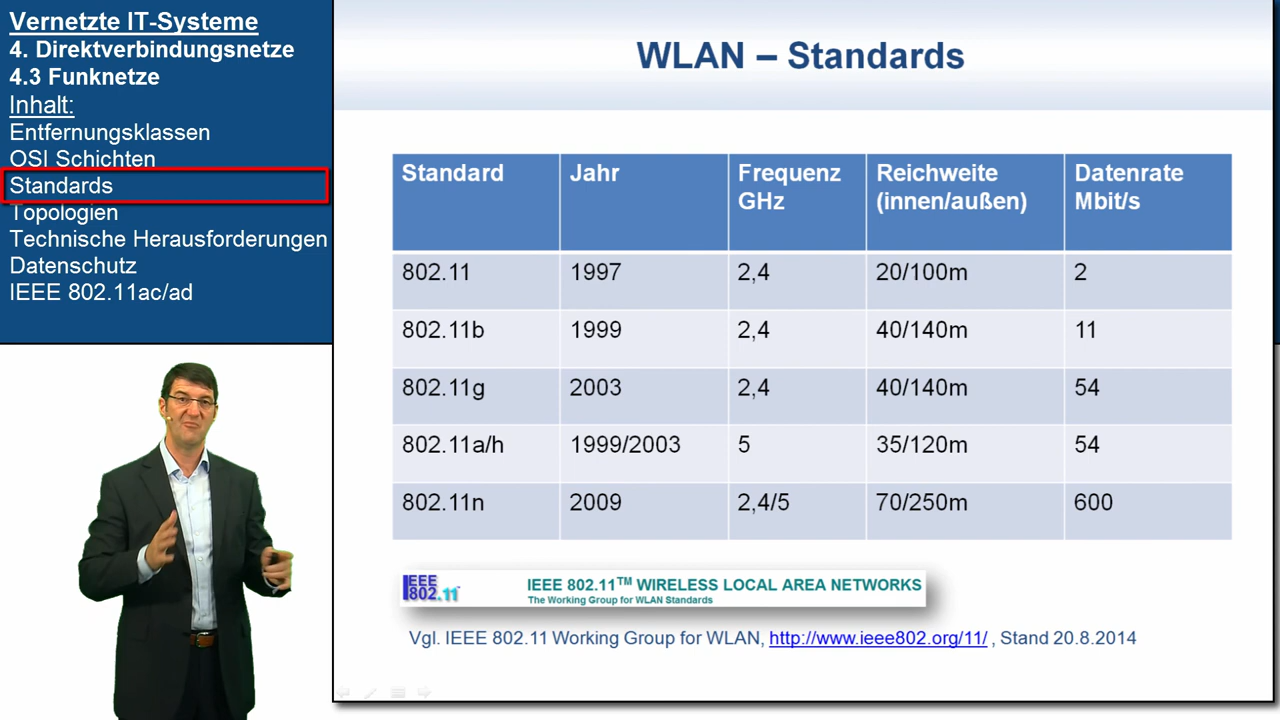 Vernetzte IT-Systeme
4. Direktverbindungsnetze
4.3 Funknetze
Inhalt:
Entfernungsklassen
OSI Schichten
Standards
Topologien
Technische Herausforderungen
Datenschutz
IEEE 802.11ac/ad
WLAN – Standards
Standard Jahr Frequenz GHz Reichweite (innen/außen) Datenrate Mbit/s
802.11 1997 2,4 20/100m 2
802.11b 1999 2,4 40/140m 11
802.11g 2003 2,4 40/140m 54
802.11a/h 1999/2003 5 35/120m 54
802.11n 2009 2,4/5 70/250m 600
IEEE 802.11 IEEE 802.11TM WIRELESS LOCAL AREA NETWORKS
The Working Group for WLAN Standards
Vgl. IEEE 802.11 Working Group for WLAN, http://www.ieee802.org/11/ , Stand 20.8.2014